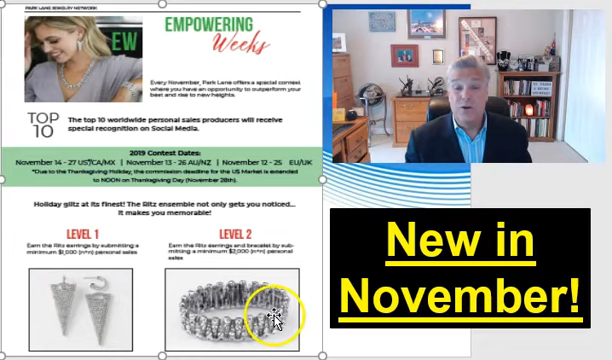 PARK LANE JEWELRY NETWORK
EMPOWERING
Weeks
EW
Every November, Park Lane offers a special contest
where you have an opportunity to outperform your
best and rise to new heights.
TOP
10
The top 10 worldwide personal sales producers will receive
special recognition on Social Media.
2019 Contest Dates:
November 14 - 27 US/CA/MX | November 13 - 26 AU/NZ | November 12 - 25 EU/UK
*Due to the Thanksgiving Holiday, the commission deadline for the US Market is extended
to NOON on Thanksgiving Day (November 28th).
Holiday glitz at its finest! The Ritz ensemble not only gets you noticed...
it makes you memorable!
LEVEL 1
Earn the Ritz earrings by submitting a
minimum $1,000 (n+n) personal sales
LEVEL 2
Earn the Ritz earrings and bracelet by sub-
mitting a minimum $2,000 (n+n) personal
sales
New in
November!